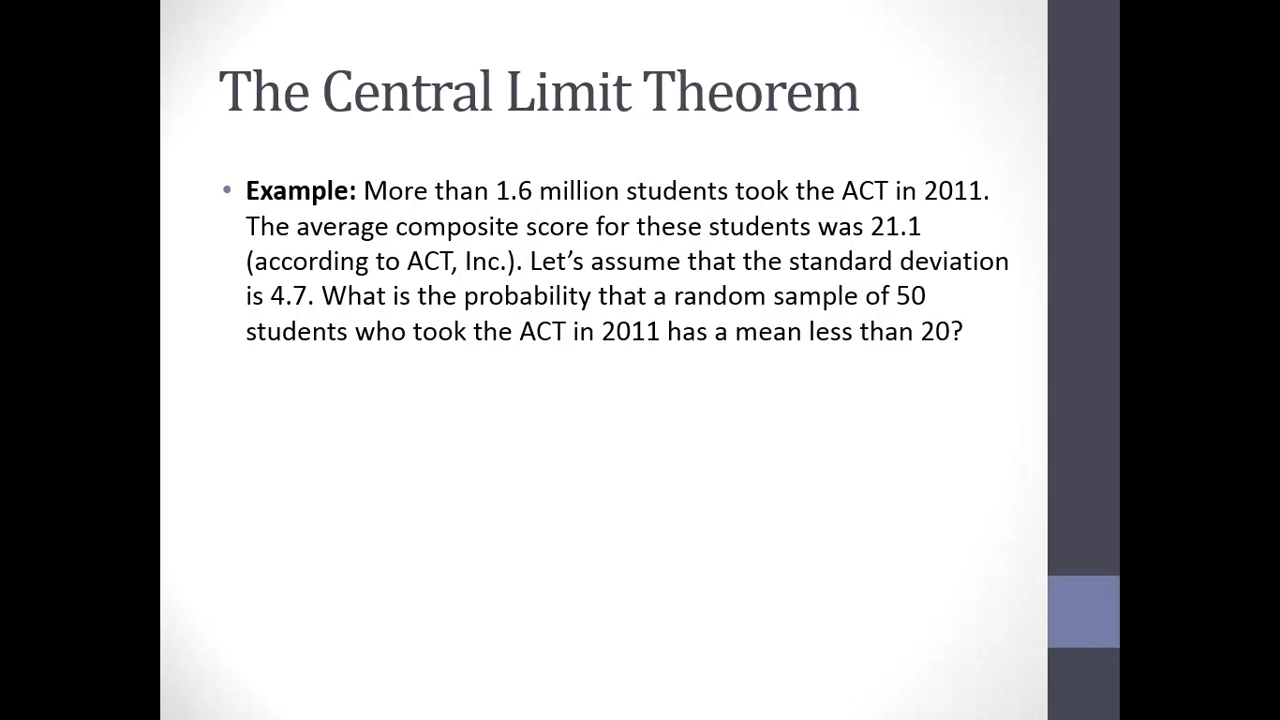 The Central Limit Theorem
• Example: More than 1.6 million students took the ACT in 2011.
The average composite score for these students was 21.1
(according to ACT, Inc.). Let’s assume that the standard deviation
is 4.7. What is the probability that a random sample of 50
students who took the ACT in 2011 has a mean less than 20?